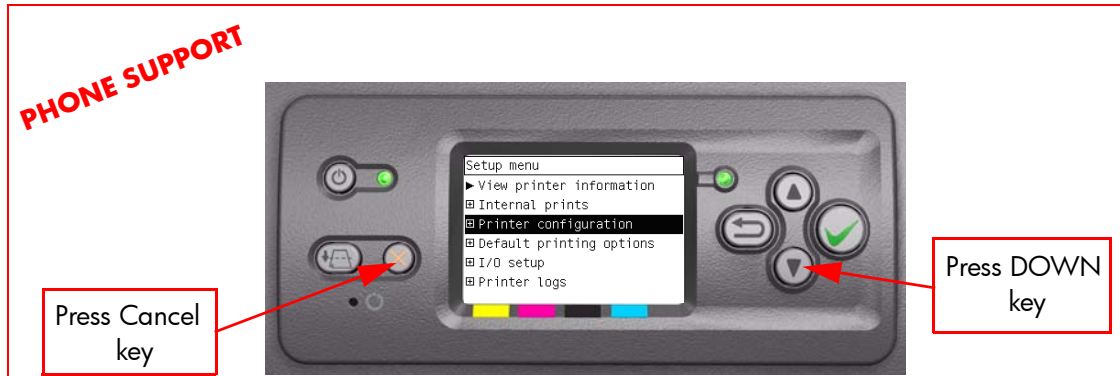 PHONE SUPPORT
Setup menu
View printer information
Internal prints
Printer configuration
Default printing options
I/O setup
Printer logs
Press Cancel
key
Press DOWN
key